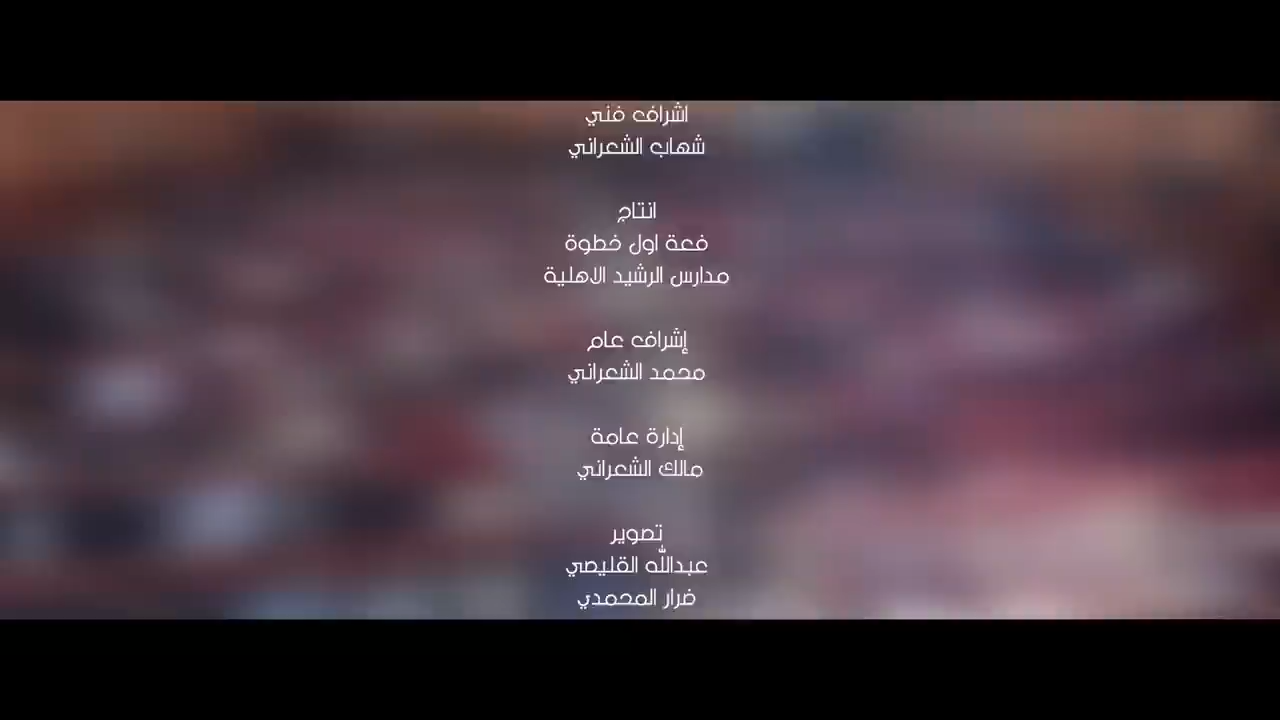 اشراف فني
شهاب الشعراني
انتاج
فعة اول خطوة
مدارس الرشيد الاهلية
إشراف عام
محمد الشعراني
إدارة عامة
مالك الشعراني
تصوير
عبدالله القليصي
ضرار المحمدي